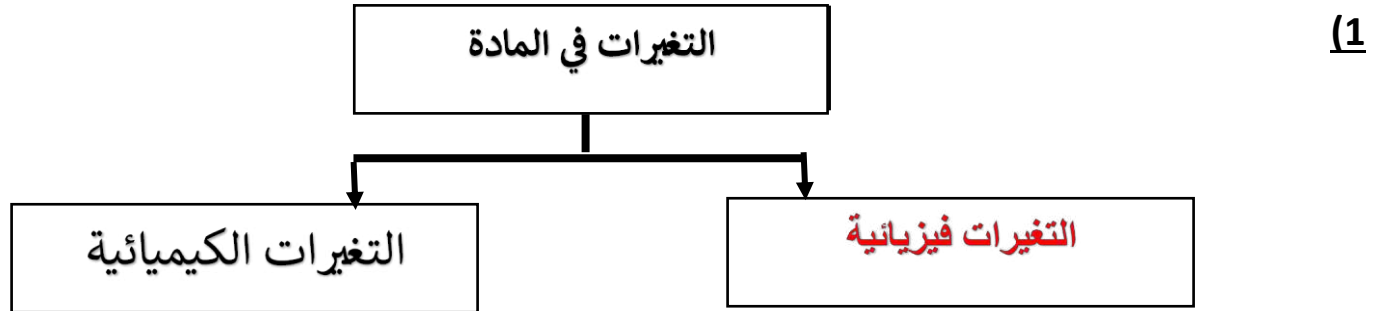 (1
التغيرات في المادة
التغيرات فيزيائية
التغيرات الكيميائية